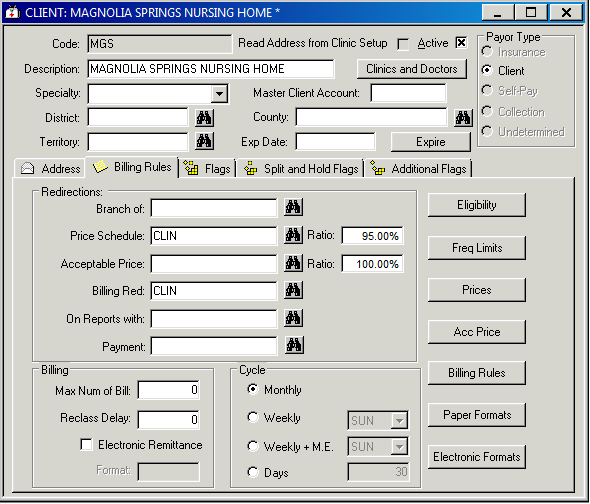 CLIENT: MAGNOLIA SPRINGS NURSING HOME *
Code: MGS Read Address from Clinic Setup Active
Description: MAGNOLIA SPRINGS NURSING HOME Clinics and Doctors
Specialty: Master Client Account:
District: County:
Territory: Exp Date: Expire
Payor Type
Insurance
Client
Self-Pay
Collection
Undetermined
Address Billing Rules Flags Split and Hold Flags Additional Flags
Redirections:
Branch of:
Price Schedule: CLIN Ratio: 95.00%
Acceptable Price: Ratio: 100.00%
Billing Red: CLIN
On Reports with:
Payment:
Billing
Max Num of Bill: 0
Reclass Delay: 0
Electronic Remittance
Format:
Cycle
Monthly
Weekly SUN
Weekly + M.E. SUN
Days 30
Eligibility
Freq Limits
Prices
Acc Price
Billing Rules
Paper Formats
Electronic Formats